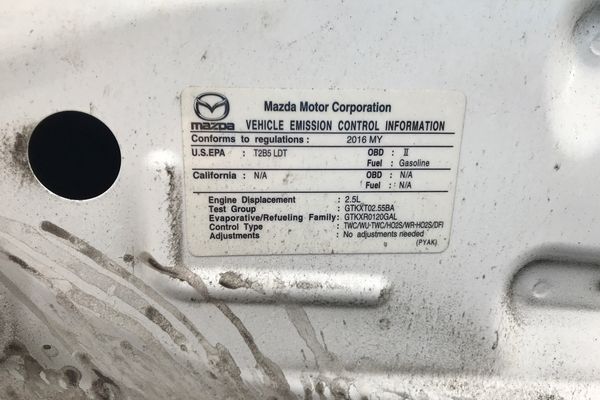 Mazda Motor Corporation
mazda VEHICLE EMISSION CONTROL INFORMATION
Conforms to regulations : 2016 MY
U.S.EPA : T2B5 LDT OBD : II
Fuel : Gasoline
California : N/A OBD : N/A
Fuel : N/A
Engine Displacement : 2.5L
Test Group : GTKXT02.55BA
Evaporative/Refueling Family: GTKXR0120GAL
Control Type : TWC/WU-TWC/HO2S/WR-HO2S/DFI
Adjustments : No adjustments needed
(PYAK)